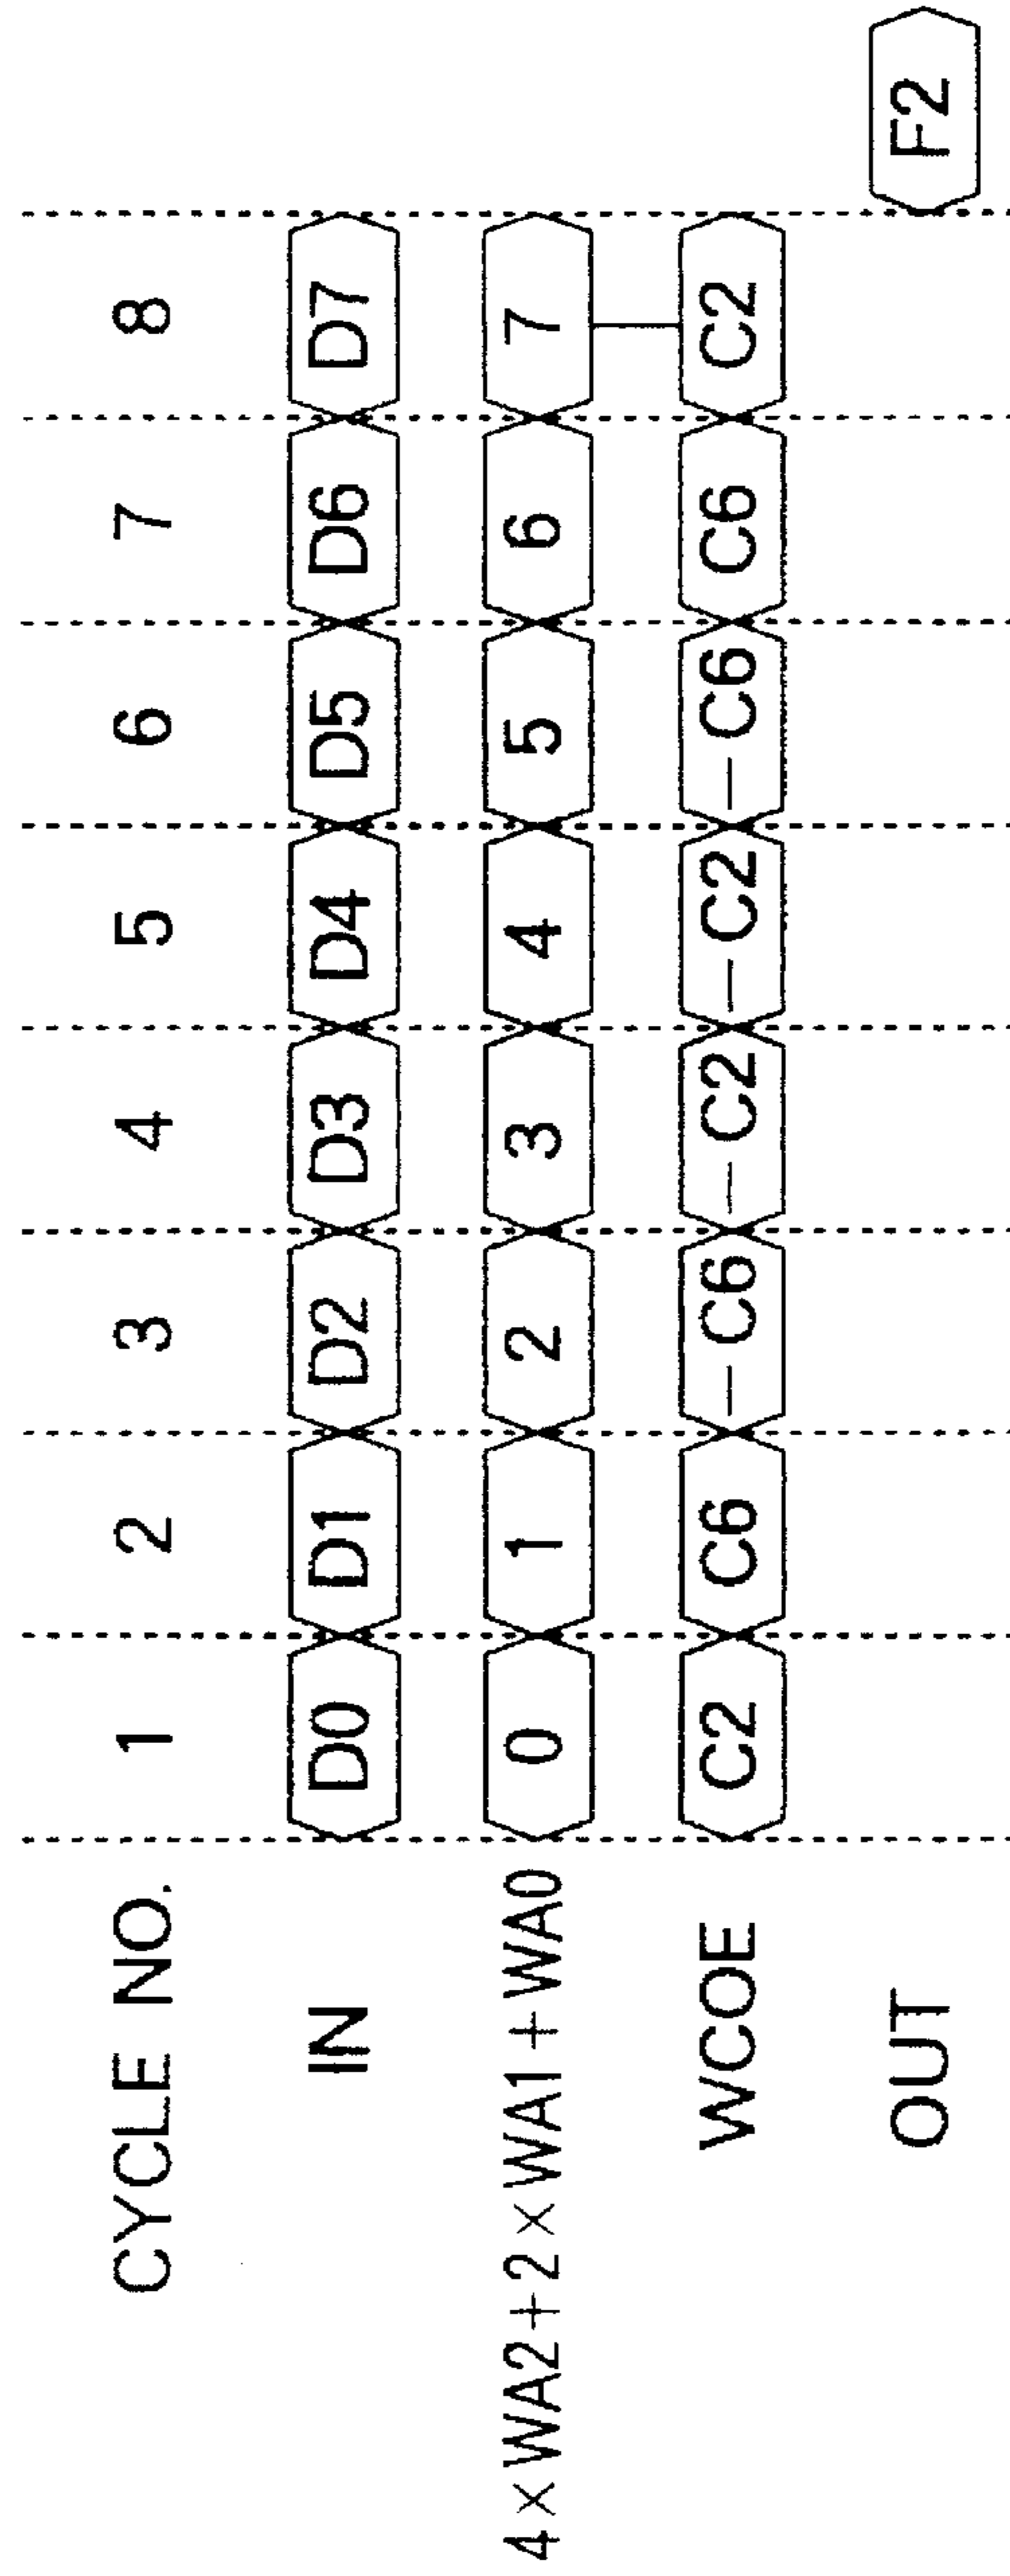 CYCLE NO. 1 2 3 4 5 6 7 8
IN D0 D1 D2 D3 D4 D5 D6 D7
4×WA2+2×WA1+WA0 0 1 2 3 4 5 6 7
WCOE C2 C6 —C6 —C2 —C2 —C6 C6 C2
OUT F2